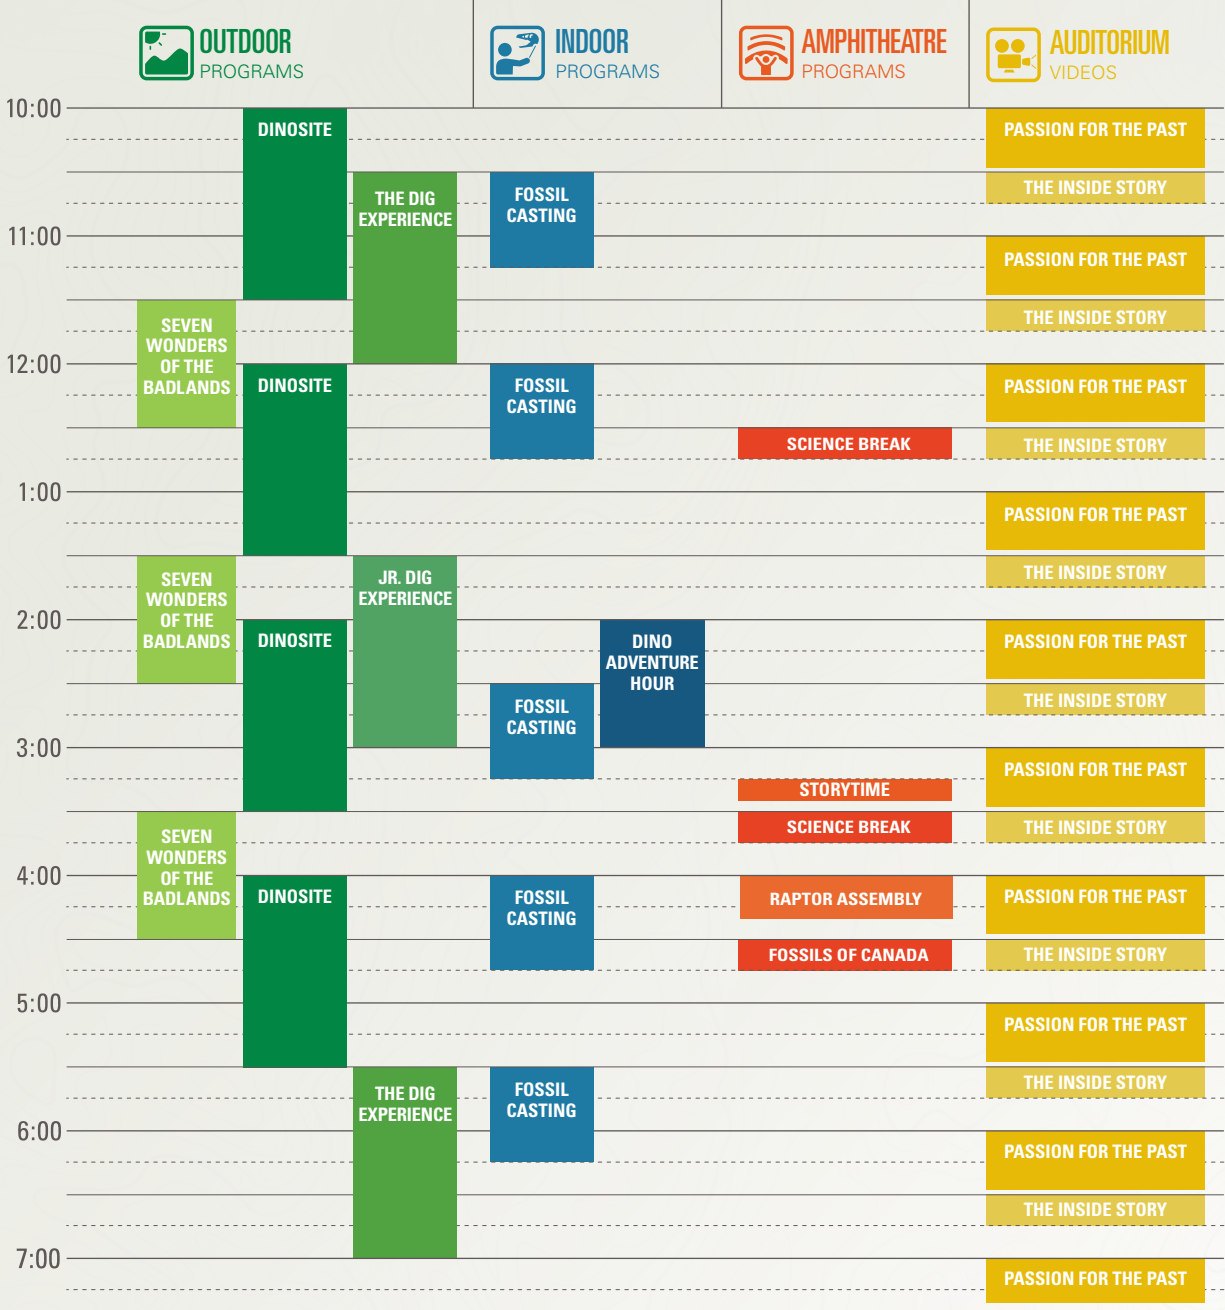 OUTDOOR
PROGRAMS
INDOOR
PROGRAMS
AMPHITHEATRE
PROGRAMS
AUDITORIUM
VIDEOS
10:00
DINOSITE
PASSION FOR THE PAST
THE DIG
EXPERIENCE
FOSSIL
CASTING
THE INSIDE STORY
11:00
PASSION FOR THE PAST
SEVEN
WONDERS
OF THE
BADLANDS
THE INSIDE STORY
12:00
DINOSITE
FOSSIL
CASTING
PASSION FOR THE PAST
SCIENCE BREAK
THE INSIDE STORY
1:00
PASSION FOR THE PAST
SEVEN
WONDERS
OF THE
BADLANDS
JR. DIG
EXPERIENCE
THE INSIDE STORY
2:00
DINOSITE
DINO
ADVENTURE
HOUR
PASSION FOR THE PAST
FOSSIL
CASTING
THE INSIDE STORY
3:00
PASSION FOR THE PAST
STORYTIME
SEVEN
WONDERS
OF THE
BADLANDS
SCIENCE BREAK
THE INSIDE STORY
4:00
DINOSITE
FOSSIL
CASTING
RAPTOR ASSEMBLY
PASSION FOR THE PAST
FOSSILS OF CANADA
THE INSIDE STORY
5:00
PASSION FOR THE PAST
THE DIG
EXPERIENCE
FOSSIL
CASTING
THE INSIDE STORY
6:00
PASSION FOR THE PAST
THE INSIDE STORY
7:00
PASSION FOR THE PAST